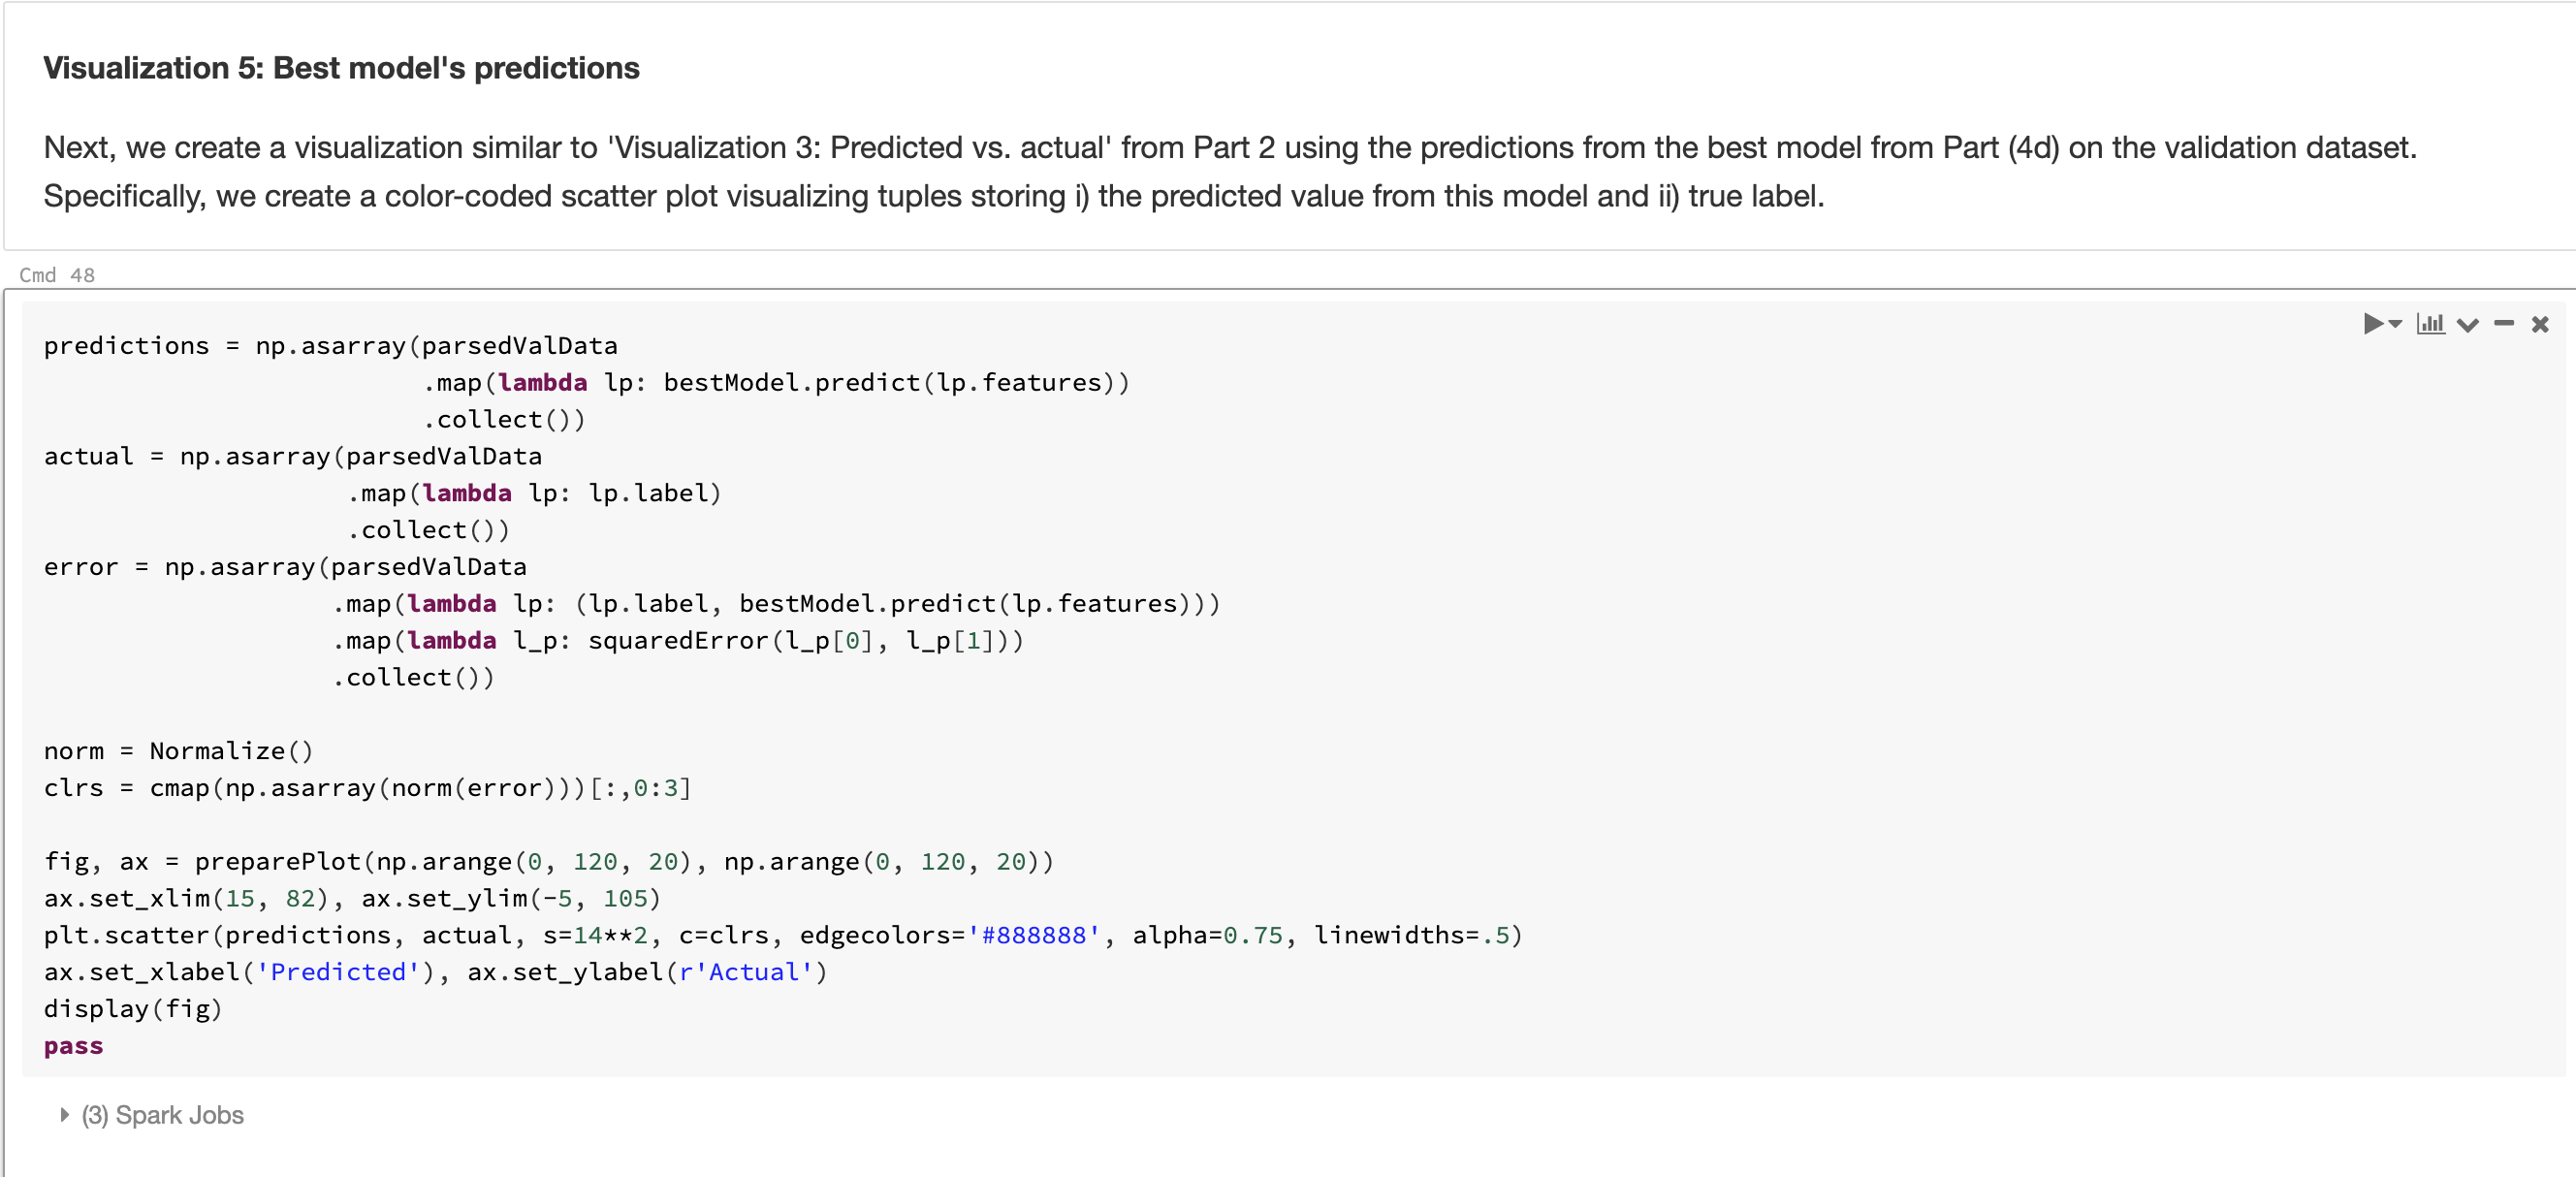 Visualization 5: Best model's predictions
Next, we create a visualization similar to 'Visualization 3: Predicted vs. actual' from Part 2 using the predictions from the best model from Part (4d) on the validation dataset.
Specifically, we create a color-coded scatter plot visualizing tuples storing i) the predicted value from this model and ii) true label.
Cmd 48
predictions = np.asarray(parsedValData
                         .map(lambda lp: bestModel.predict(lp.features))
                         .collect())
actual = np.asarray(parsedValData
                    .map(lambda lp: lp.label)
                    .collect())
error = np.asarray(parsedValData
                   .map(lambda lp: (lp.label, bestModel.predict(lp.features)))
                   .map(lambda l_p: squaredError(l_p[0], l_p[1]))
                   .collect())

norm = Normalize()
clrs = cmap(np.asarray(norm(error)))[:,0:3]

fig, ax = preparePlot(np.arange(0, 120, 20), np.arange(0, 120, 20))
ax.set_xlim(15, 82), ax.set_ylim(-5, 105)
plt.scatter(predictions, actual, s=14**2, c=clrs, edgecolors='#888888', alpha=0.75, linewidths=.5)
ax.set_xlabel('Predicted'), ax.set_ylabel(r'Actual')
display(fig)
pass
(3) Spark Jobs